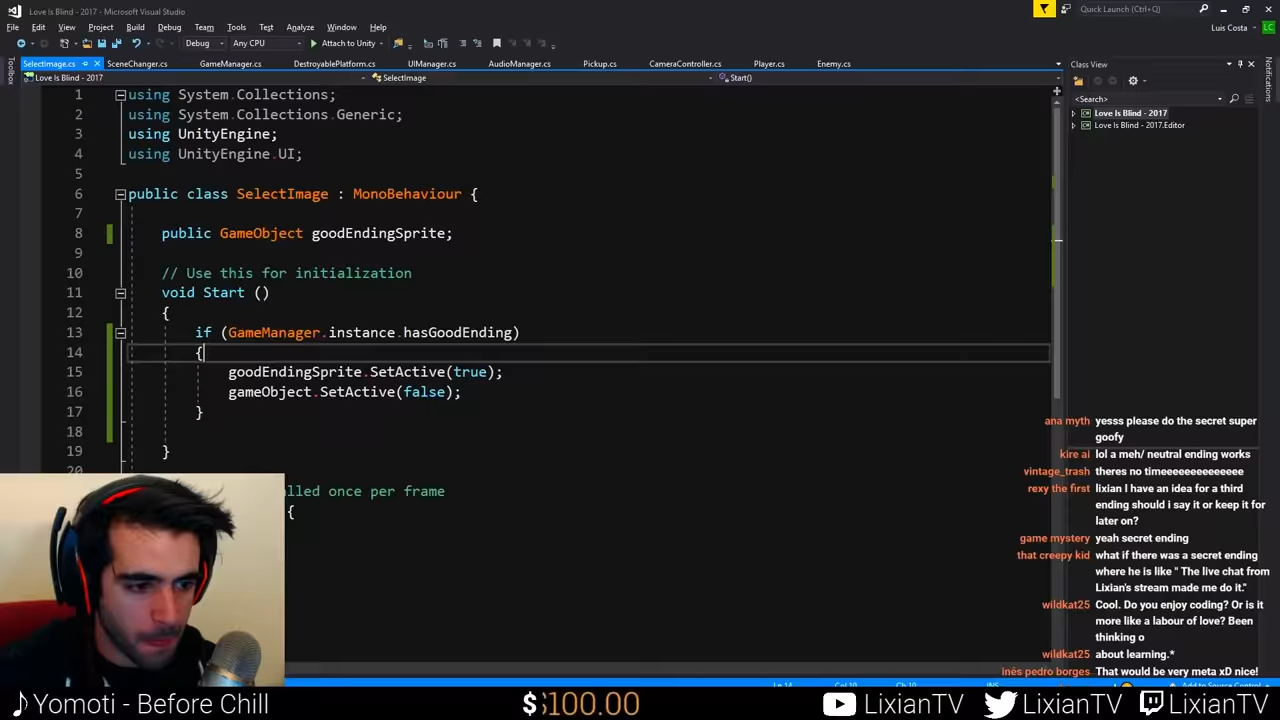 Love Is Blind - 2017 - Microsoft Visual Studio
Quick Launch (Ctrl+Q)
File Edit View Project Build Debug Team Tools Test Analyze Window Help
Luis Costa
LC
Debug Any CPU Attach to Unity
Toolbox
SelectImage.cs SceneChanger.cs GameManager.cs DestroyablePlatform.cs UIManager.cs AudioManager.cs Pickup.cs CameraController.cs Player.cs Enemy.cs
Love Is Blind - 2017 SelectImage Start()
Class View
<Search>
Love Is Blind - 2017
Love Is Blind - 2017.Editor
Notifications
1 using System.Collections;
2 using System.Collections.Generic;
3 using UnityEngine;
4 using UnityEngine.UI;
5
6 public class SelectImage : MonoBehaviour {
7
8 public GameObject goodEndingSprite;
9
10 // Use this for initialization
11 void Start ()
12 {
13 if (GameManager.instance.hasGoodEnding)
14 {
15 goodEndingSprite.SetActive(true);
16 gameObject.SetActive(false);
17 }
18
19 }
20
lled once per frame
{
ana myth yesss please do the secret super
goofy
kire ai lol a meh/ neutral ending works
vintage_trash theres no timeeeeeeeeeeeeee
rexy the first lixian I have an idea for a third
ending should i say it or keep it for
later on?
game mystery yeah secret ending
that creepy kid what if there was a secret ending
where he is like " The live chat from
Lixian's stream made me do it."
wildkat25 Cool. Do you enjoy coding? Or is it
more like a labour of love? Been
thinking o
wildkat25 about learning.*
inês pedro borges That would be very meta xD nice!
Yomoti - Before Chill
$100.00
LixianTV LixianTV LixianTV